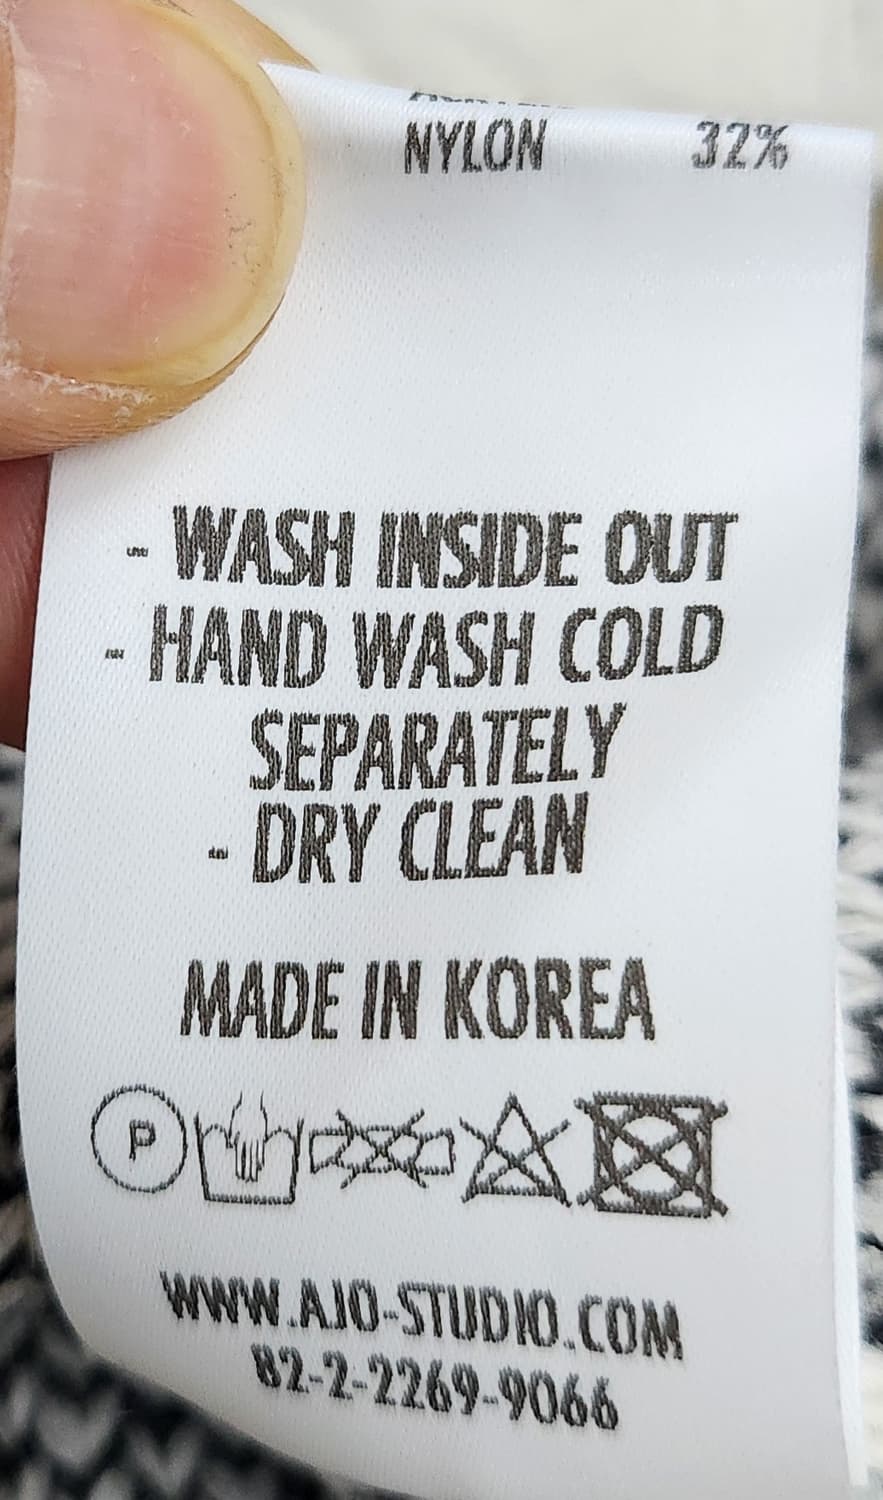 NYLON 32%
- WASH INSIDE OUT
- HAND WASH COLD
SEPARATELY
- DRY CLEAN
MADE IN KOREA
P
WWW.AJO-STUDIO.COM
82-2-2269-9066